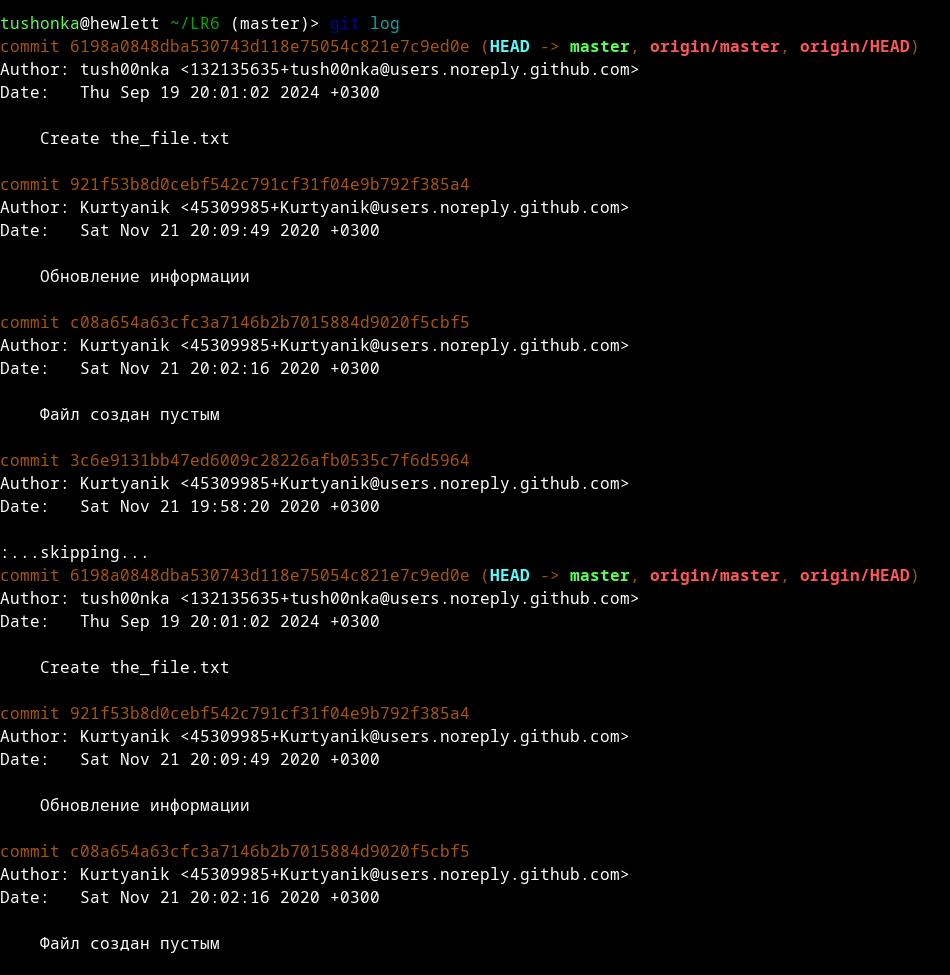 tushonka@hewlett ~/LR6 (master)> git log
commit 6198a0848dba530743d118e75054c821e7c9ed0e (HEAD -> master, origin/master, origin/HEAD)
Author: tush00nka <132135635+tush00nka@users.noreply.github.com>
Date:   Thu Sep 19 20:01:02 2024 +0300
    Create the_file.txt
commit 921f53b8d0cebf542c791cf31f04e9b792f385a4
Author: Kurtyanik <45309985+Kurtyanik@users.noreply.github.com>
Date:   Sat Nov 21 20:09:49 2020 +0300
    Обновление информации
commit c08a654a63cfc3a7146b2b7015884d9020f5cbf5
Author: Kurtyanik <45309985+Kurtyanik@users.noreply.github.com>
Date:   Sat Nov 21 20:02:16 2020 +0300
    Файл создан пустым
commit 3c6e9131bb47ed6009c28226afb0535c7f6d5964
Author: Kurtyanik <45309985+Kurtyanik@users.noreply.github.com>
Date:   Sat Nov 21 19:58:20 2020 +0300
:...skipping...
commit 6198a0848dba530743d118e75054c821e7c9ed0e (HEAD -> master, origin/master, origin/HEAD)
Author: tush00nka <132135635+tush00nka@users.noreply.github.com>
Date:   Thu Sep 19 20:01:02 2024 +0300
    Create the_file.txt
commit 921f53b8d0cebf542c791cf31f04e9b792f385a4
Author: Kurtyanik <45309985+Kurtyanik@users.noreply.github.com>
Date:   Sat Nov 21 20:09:49 2020 +0300
    Обновление информации
commit c08a654a63cfc3a7146b2b7015884d9020f5cbf5
Author: Kurtyanik <45309985+Kurtyanik@users.noreply.github.com>
Date:   Sat Nov 21 20:02:16 2020 +0300
    Файл создан пустым